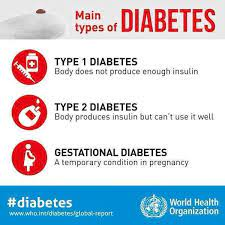 Main
types of
DIABETES
TYPE 1 DIABETES
Body does not produce enough insulin
TYPE 2 DIABETES
Body produces insulin but can't use it well
GESTATIONAL DIABETES
A temporary condition in pregnancy
#diabetes
www.who.int/diabetes/global-report
World Health
Organization